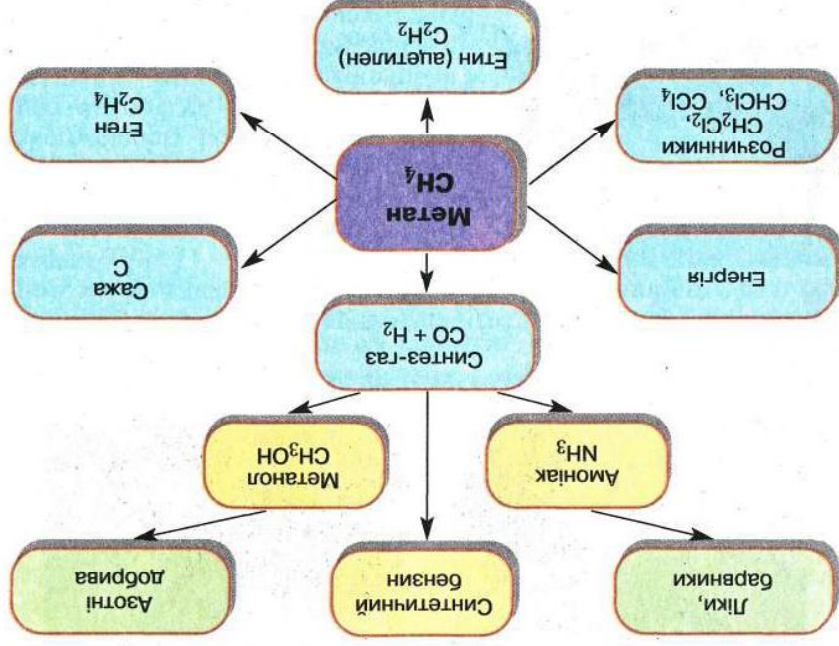 Ліки,
барвники
Синтетичний
бензин
Азотні
добрива
Амоніак
NH₃
Метанол
CH₃OH
Синтез-газ
CO + H₂
Енергія
Сажа
C
Метан
CH₄
Розчинники
CH₂Cl₂,
CHCl₃, CCl₄
Етен
C₂H₄
Етин (ацетилен)
C₂H₂